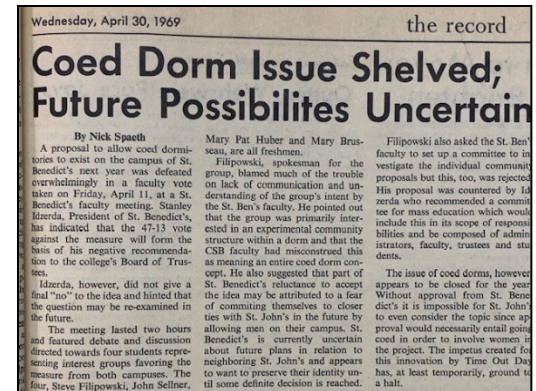 Wednesday, April 30, 1969
the record
Coed Dorm Issue Shelved;
Future Possibilites Uncertain
By Nick Spaeth
A proposal to allow coed dormi-
tories to exist on the campus of St.
Benedict's next year was defeated
overwhelmingly in a faculty vote
taken on Friday, April 11, at a St.
Benedict's faculty meeting. Stanley
Idzerda, President of St. Benedict's,
has indicated that the 47-13 vote
against the measure will form the
basis of his negative recommenda-
tion to the college's Board of Trus-
tees.
Idzerda, however, did not give a
final "no" to the idea and hinted that
the question may be re-examined in
the future.
The meeting lasted two hours
and featured debate and discussion
directed towards four students repre-
senting interest groups favoring the
measure from both campuses. The
four, Steve Filipowski, John Sellner,
Mary Pat Huber and Mary Brus-
seau, are all freshmen.
Filipowski, spokesman for the
group, blamed much of the trouble
on lack of communication and un-
derstanding of the group's intent by
the St. Ben's faculty. He pointed out
that the group was primarily inter-
ested in an experimental community
structure within a dorm and that the
CSB faculty had misconstrued this
as meaning an entire coed dorm con-
cept. He also suggested that part of
St. Benedict's reluctance to accept
the idea may be attributed to a fear
of commiting themselves to closer
ties with St. John's in the future by
allowing men on their campus. St.
Benedict's is currently uncertain
about future plans in relation to
neighboring St. John's and appears
to want to preserve their identity un-
til some definite decision is reached.
Filipowski also asked the St. Ben'
faculty to set up a committee to in
vestigate the individual community
proposals but this, too, was rejected
His proposal was countered by Id
zerda who recommended a commit
tee for mass education which would
include this in its scope of responsi
bilities and be composed of admin
istrators, faculty, trustees and stu
dents.
The issue of coed dorms, however
appears to be closed for the year
Without approval from St. Bene
dict's it is impossible for St. John's
to even consider the topic since ap
proval would necessarily entail going
coed in order to involve women in
the project. The impetus created for
this innovation by Time Out Day
has, at least temporarily, ground to
a halt.